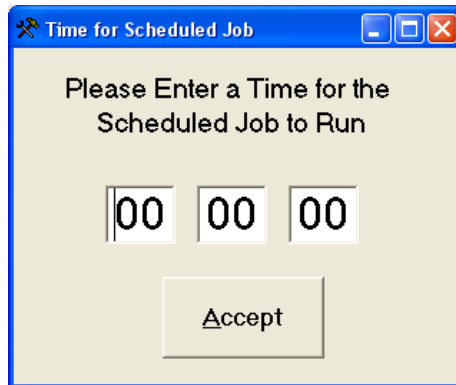 Time for Scheduled Job
Please Enter a Time for the
Scheduled Job to Run
00 00 00
Accept